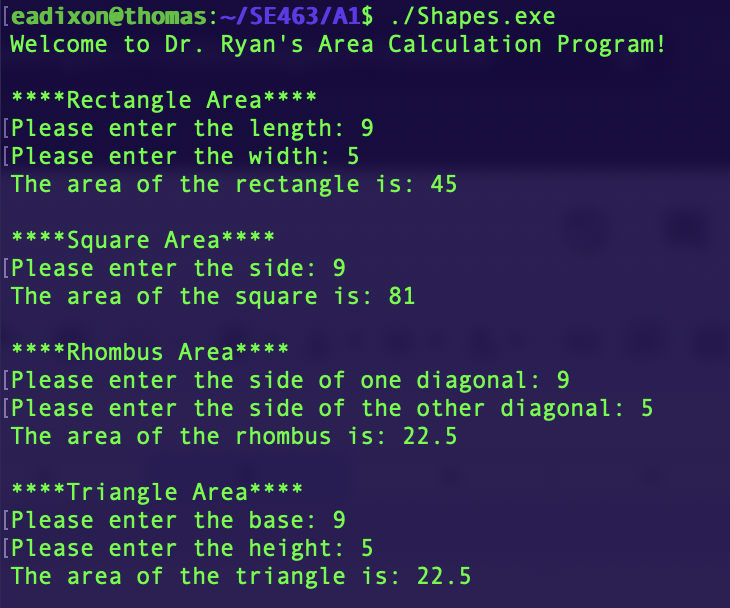 [eadixon@thomas:~/SE463/A1$ ./Shapes.exe
Welcome to Dr. Ryan's Area Calculation Program!
****Rectangle Area****
[Please enter the length: 9
[Please enter the width: 5
The area of the rectangle is: 45
****Square Area****
[Please enter the side: 9
The area of the square is: 81
****Rhombus Area****
[Please enter the side of one diagonal: 9
[Please enter the side of the other diagonal: 5
The area of the rhombus is: 22.5
****Triangle Area****
[Please enter the base: 9
[Please enter the height: 5
The area of the triangle is: 22.5